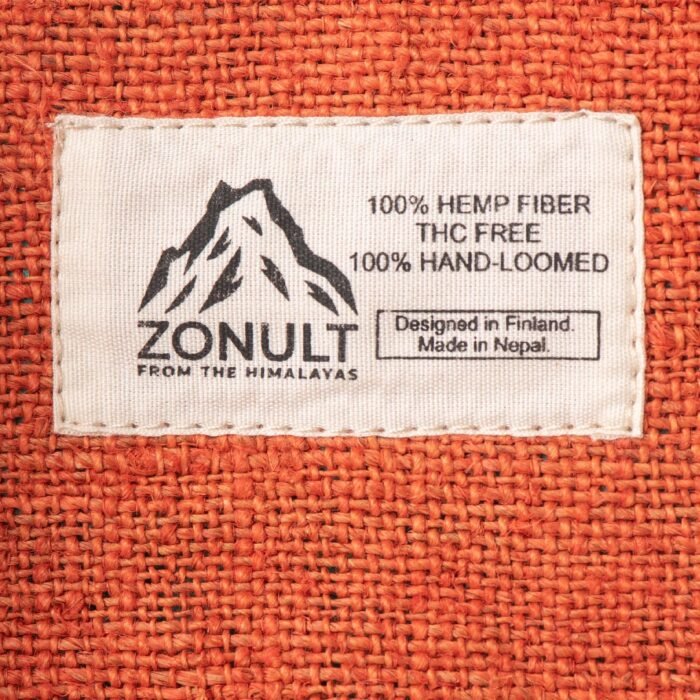 100% HEMP FIBER
THC FREE
100% HAND-LOOMED
ZONULT
FROM THE HIMALAYAS
Designed in Finland.
Made in Nepal.